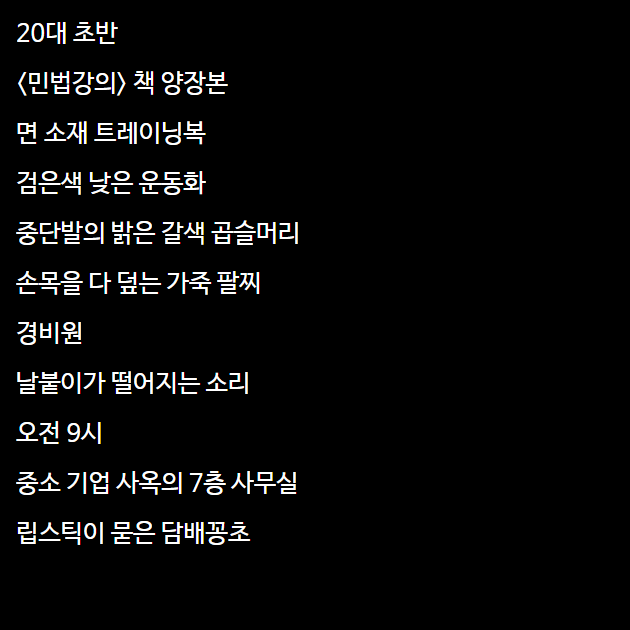 20대 초반
〈민법강의〉 책 양장본
면 소재 트레이닝복
검은색 낮은 운동화
중단발의 밝은 갈색 곱슬머리
손목을 다 덮는 가죽 팔찌
경비원
날붙이가 떨어지는 소리
오전 9시
중소 기업 사옥의 7층 사무실
립스틱이 묻은 담배꽁초